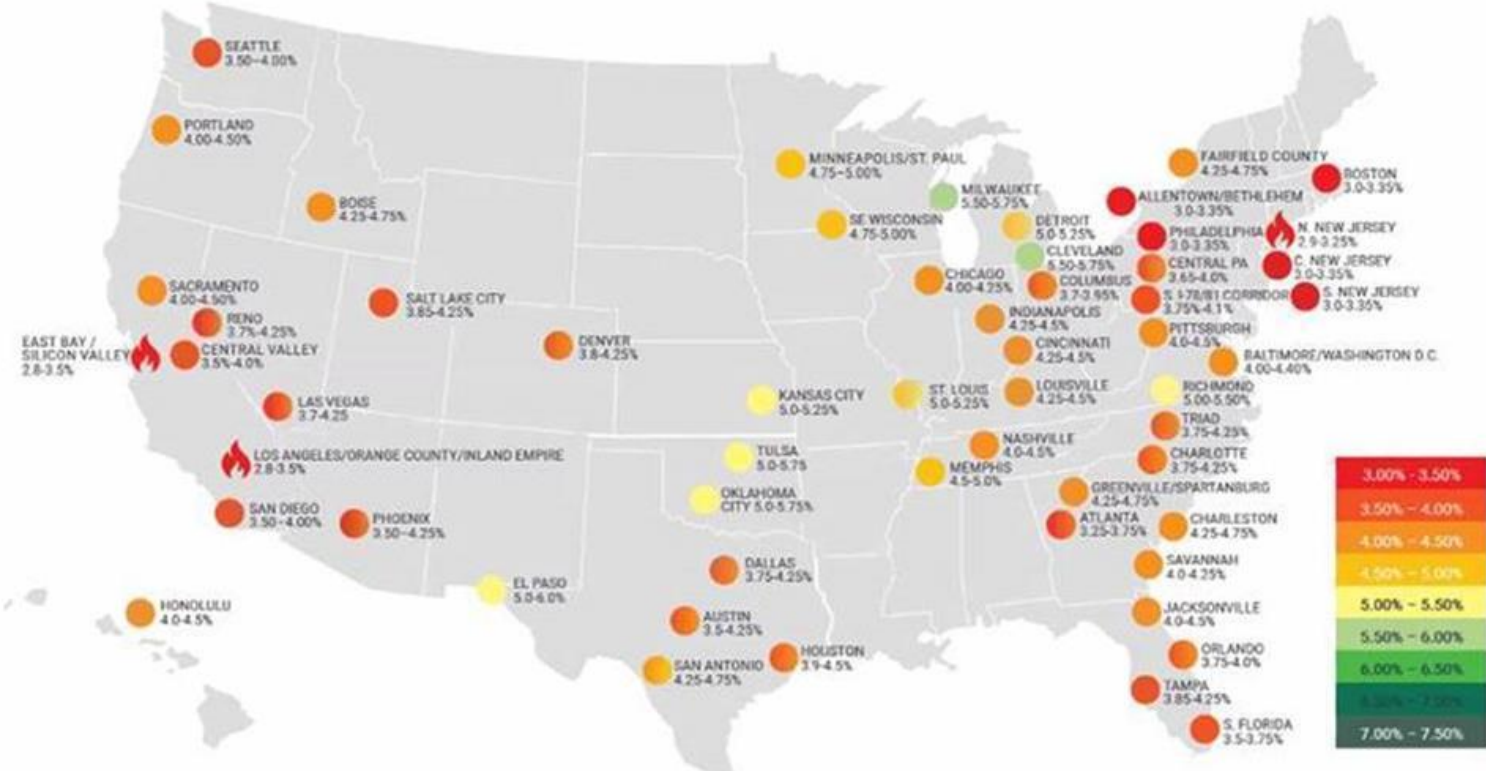 SEATTLE
3.50–4.00%
PORTLAND
4.00-4.50%
BOISE
4.25-4.75%
SACRAMENTO
4.00-4.50%
RENO
3.7%-4.25%
EAST BAY /
SILICON VALLEY
2.8-3.5%
CENTRAL VALLEY
3.5%-4.0%
SALT LAKE CITY
3.85-4.25%
DENVER
3.8-4.25%
LAS VEGAS
3.7-4.25
LOS ANGELES/ORANGE COUNTY/INLAND EMPIRE
2.8-3.5%
SAN DIEGO
3.50-4.00%
PHOENIX
3.50–4.25%
HONOLULU
4.0-4.5%
EL PASO
5.0-6.0%
MINNEAPOLIS/ST. PAUL
4.75–5.00%
SE WISCONSIN
4.75-5.00%
MILWAUKEE
5.50-5.75%
DETROIT
5.0-5.25%
CLEVELAND
5.50-5.75%
CHICAGO
4.00-4.25%
COLUMBUS
3.7-3.95%
INDIANAPOLIS
4.25-4.5%
CINCINNATI
4.25-4.5%
LOUISVILLE
4.25-4.5%
KANSAS CITY
5.0-5.25%
ST. LOUIS
5.0-5.25%
TULSA
5.0-5.75
OKLAHOMA
CITY 5.0-5.75%
NASHVILLE
4.0-4.5%
MEMPHIS
4.5-5.0%
DALLAS
3.75-4.25%
AUSTIN
3.5-4.25%
SAN ANTONIO
4.25-4.75%
HOUSTON
3.9-4.5%
FAIRFIELD COUNTY
4.25-4.75%
BOSTON
3.0-3.35%
ALLENTOWN/BETHLEHEM
3.0-3.35%
PHILADELPHIA
3.0-3.35%
N. NEW JERSEY
2.9-3.25%
CENTRAL PA
3.65-4.0%
C. NEW JERSEY
3.0-3.35%
S. I-78/81 CORRIDOR
3.75%-4.1%
S. NEW JERSEY
3.0-3.35%
PITTSBURGH
4.0-4.5%
BALTIMORE/WASHINGTON D.C.
4.00-4.40%
RICHMOND
5.00-5.50%
TRIAD
3.75-4.25%
CHARLOTTE
3.75-4.25%
GREENVILLE/SPARTANBURG
4.25-4.75%
ATLANTA
3.25-3.75%
CHARLESTON
4.25-4.75%
SAVANNAH
4.0-4.25%
JACKSONVILLE
4.0-4.5%
ORLANDO
3.75-4.0%
TAMPA
3.85-4.25%
S. FLORIDA
3.5-3.75%
3.00% - 3.50%
3.50% – 4.00%
4.00% - 4.50%
4.50% – 5.00%
5.00% – 5.50%
5.50% – 6.00%
6.00% – 6.50%
6.50% – 7.00%
7.00% – 7.50%